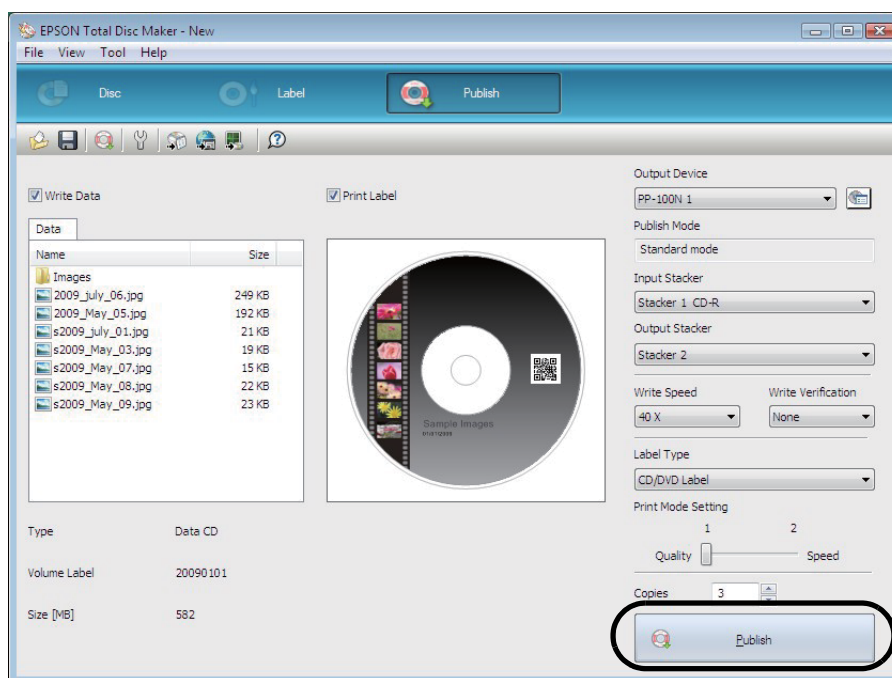 EPSON Total Disc Maker - New
File View Tool Help
Disc Label Publish
Write Data
Print Label
Data
Name Size
Images
2009_july_06.jpg 249 KB
2009_May_05.jpg 192 KB
s2009_july_01.jpg 21 KB
s2009_May_03.jpg 19 KB
s2009_May_07.jpg 15 KB
s2009_May_08.jpg 22 KB
s2009_May_09.jpg 23 KB
Sample Images
Type Data CD
Volume Label 20090101
Size [MB] 582
Output Device
PP-100N 1
Publish Mode
Standard mode
Input Stacker
Stacker 1 CD-R
Output Stacker
Stacker 2
Write Speed Write Verification
40 X None
Label Type
CD/DVD Label
Print Mode Setting
1 2
Quality Speed
Copies 3
Publish